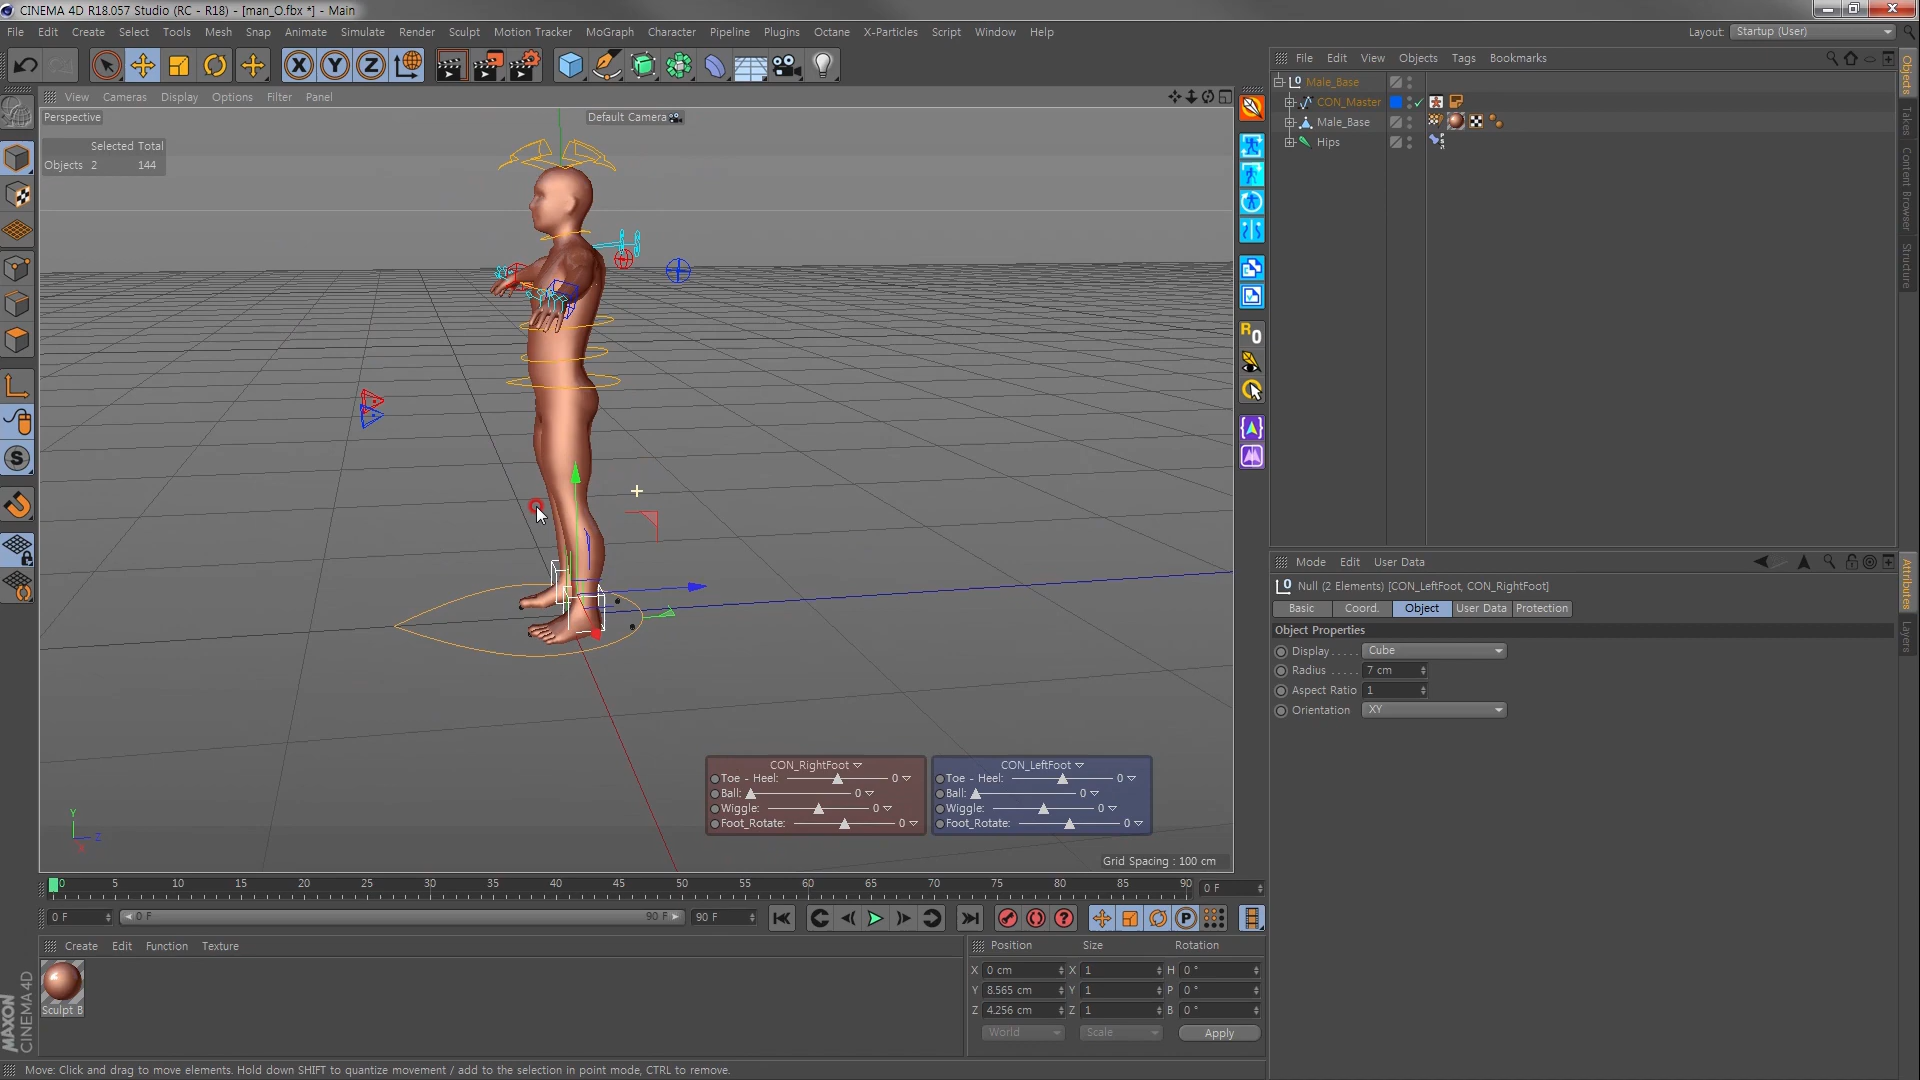 CINEMA 4D R18.057 Studio (RC - R18) - [man_O.fbx *] - Main
File Edit Create Select Tools Mesh Snap Animate Simulate Render Sculpt Motion Tracker MoGraph Character Pipeline Plugins Octane X-Particles Script Window Help
Layout: Startup (User)
X Y Z
File Edit View Objects Tags Bookmarks
View Cameras Display Options Filter Panel
Perspective
Default Camera
Selected Total
Objects 2 144
Male_Base
CON_Master
Male_Base
Hips
Objects
Takes
Content Browser
Structure
Mode Edit User Data
Null (2 Elements) [CON_LeftFoot, CON_RightFoot]
Basic Coord. Object User Data Protection
Object Properties
Display . . . . . Cube
Radius . . . . . 7 cm
Aspect Ratio 1
Orientation XY
Attributes
Layers
CON_RightFoot
Toe - Heel: 0
Ball: 0
Wiggle: 0
Foot_Rotate: 0
CON_LeftFoot
Toe - Heel: 0
Ball: 0
Wiggle: 0
Foot_Rotate: 0
Y
Z
X
Grid Spacing : 100 cm
0 5 10 15 20 25 30 35 40 45 50 55 60 65 70 75 80 85 90 0 F
0 F 0 F 90 F 90 F
Create Edit Function Texture
Sculpt B
Position Size Rotation
X 0 cm X 1 H 0 °
Y 8.565 cm Y 1 P 0 °
Z 4.256 cm Z 1 B 0 °
World Scale Apply
MAXON
CINEMA 4D
Move: Click and drag to move elements. Hold down SHIFT to quantize movement / add to the selection in point mode, CTRL to remove.